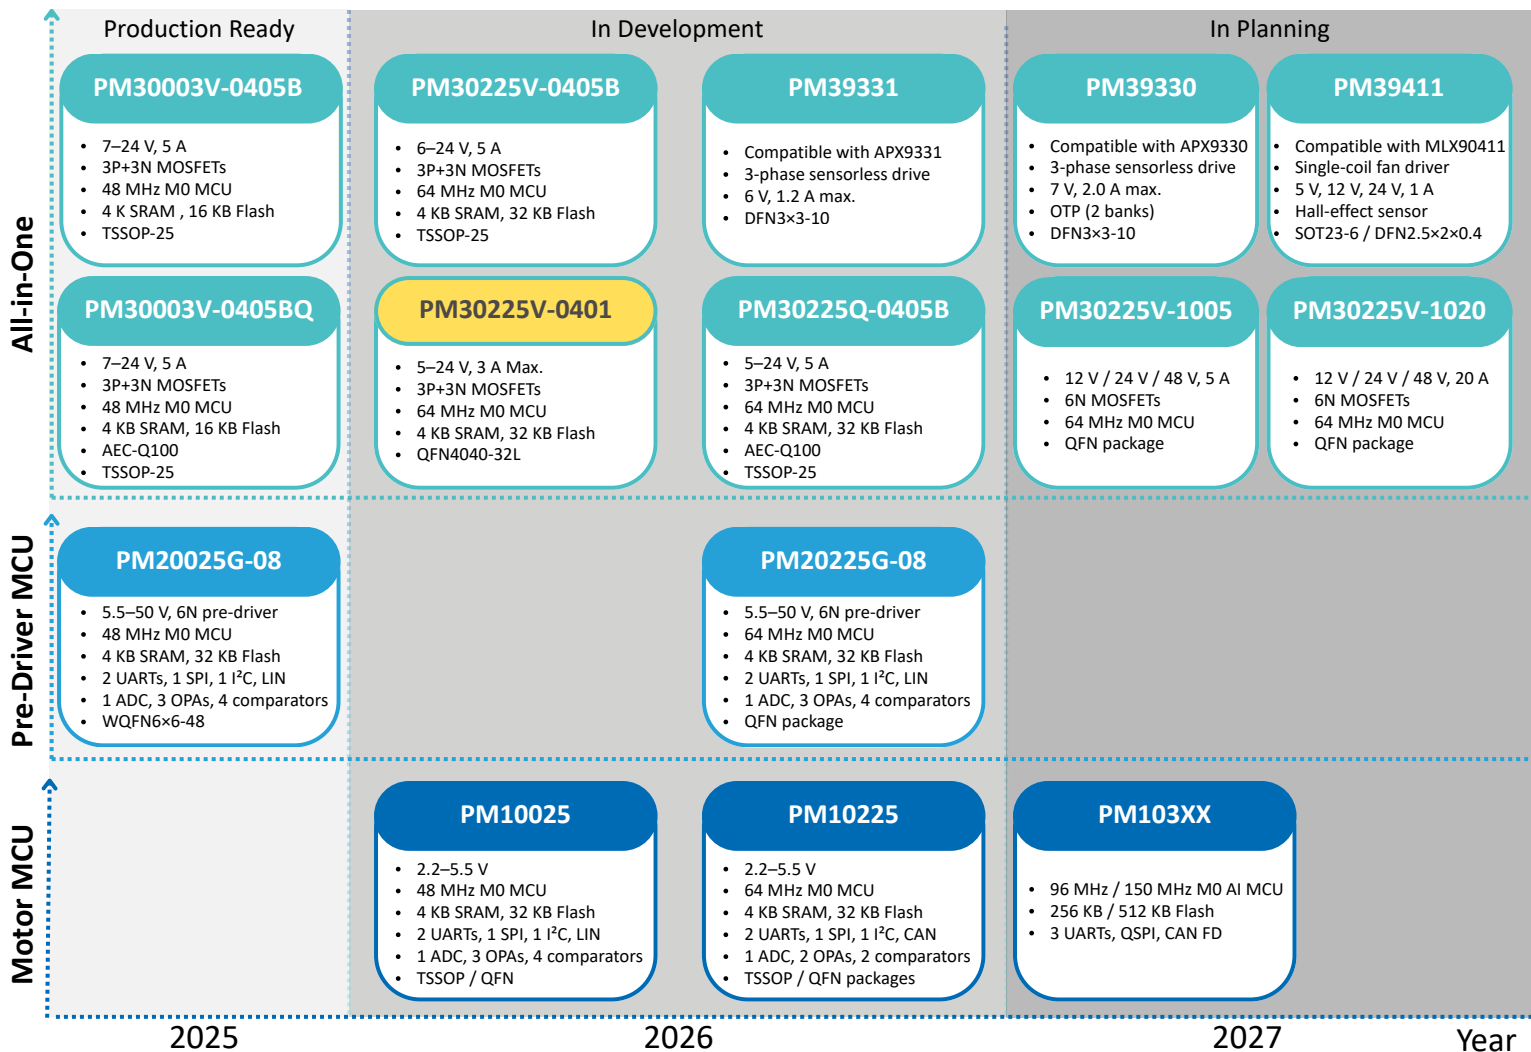 Production Ready
In Development
In Planning
All-in-One
PM30003V-0405B
• 7–24 V, 5 A
• 3P+3N MOSFETs
• 48 MHz M0 MCU
• 4 K SRAM , 16 KB Flash
• TSSOP-25
PM30225V-0405B
• 6–24 V, 5 A
• 3P+3N MOSFETs
• 64 MHz M0 MCU
• 4 KB SRAM, 32 KB Flash
• TSSOP-25
PM39331
• Compatible with APX9331
• 3-phase sensorless drive
• 6 V, 1.2 A max.
• DFN3×3-10
PM39330
• Compatible with APX9330
• 3-phase sensorless drive
• 7 V, 2.0 A max.
• OTP (2 banks)
• DFN3×3-10
PM39411
• Compatible with MLX90411
• Single-coil fan driver
• 5 V, 12 V, 24 V, 1 A
• Hall-effect sensor
• SOT23-6 / DFN2.5×2×0.4
PM30003V-0405BQ
• 7–24 V, 5 A
• 3P+3N MOSFETs
• 48 MHz M0 MCU
• 4 KB SRAM, 16 KB Flash
• AEC-Q100
• TSSOP-25
PM30225V-0401
• 5–24 V, 3 A Max.
• 3P+3N MOSFETs
• 64 MHz M0 MCU
• 4 KB SRAM, 32 KB Flash
• QFN4040-32L
PM30225Q-0405B
• 5–24 V, 5 A
• 3P+3N MOSFETs
• 64 MHz M0 MCU
• 4 KB SRAM, 32 KB Flash
• AEC-Q100
• TSSOP-25
PM30225V-1005
• 12 V / 24 V / 48 V, 5 A
• 6N MOSFETs
• 64 MHz M0 MCU
• QFN package
PM30225V-1020
• 12 V / 24 V / 48 V, 20 A
• 6N MOSFETs
• 64 MHz M0 MCU
• QFN package
Pre-Driver MCU
PM20025G-08
• 5.5–50 V, 6N pre-driver
• 48 MHz M0 MCU
• 4 KB SRAM, 32 KB Flash
• 2 UARTs, 1 SPI, 1 I²C, LIN
• 1 ADC, 3 OPAs, 4 comparators
• WQFN6×6-48
PM20225G-08
• 5.5–50 V, 6N pre-driver
• 64 MHz M0 MCU
• 4 KB SRAM, 32 KB Flash
• 2 UARTs, 1 SPI, 1 I²C, LIN
• 1 ADC, 3 OPAs, 4 comparators
• QFN package
Motor MCU
PM10025
• 2.2–5.5 V
• 48 MHz M0 MCU
• 4 KB SRAM, 32 KB Flash
• 2 UARTs, 1 SPI, 1 I²C, LIN
• 1 ADC, 3 OPAs, 4 comparators
• TSSOP / QFN
PM10225
• 2.2–5.5 V
• 64 MHz M0 MCU
• 4 KB SRAM, 32 KB Flash
• 2 UARTs, 1 SPI, 1 I²C, CAN
• 1 ADC, 2 OPAs, 2 comparators
• TSSOP / QFN packages
PM103XX
• 96 MHz / 150 MHz M0 AI MCU
• 256 KB / 512 KB Flash
• 3 UARTs, QSPI, CAN FD
2025
2026
2027
Year